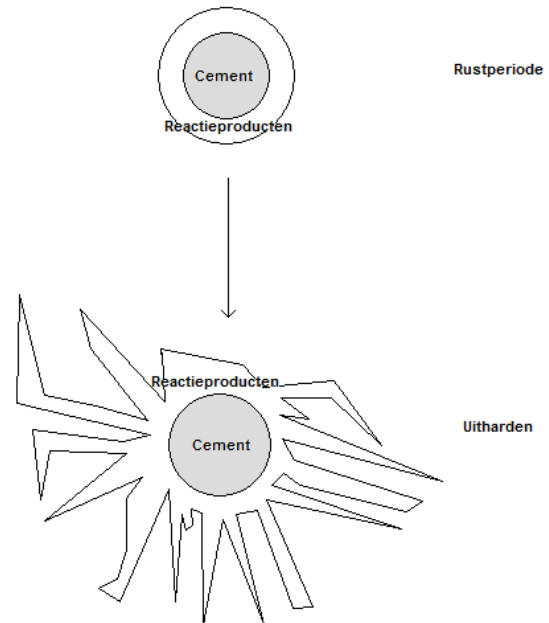 Cement
Rustperiode
Reactieproducten
Reactieproducten
Cement
Uitharden